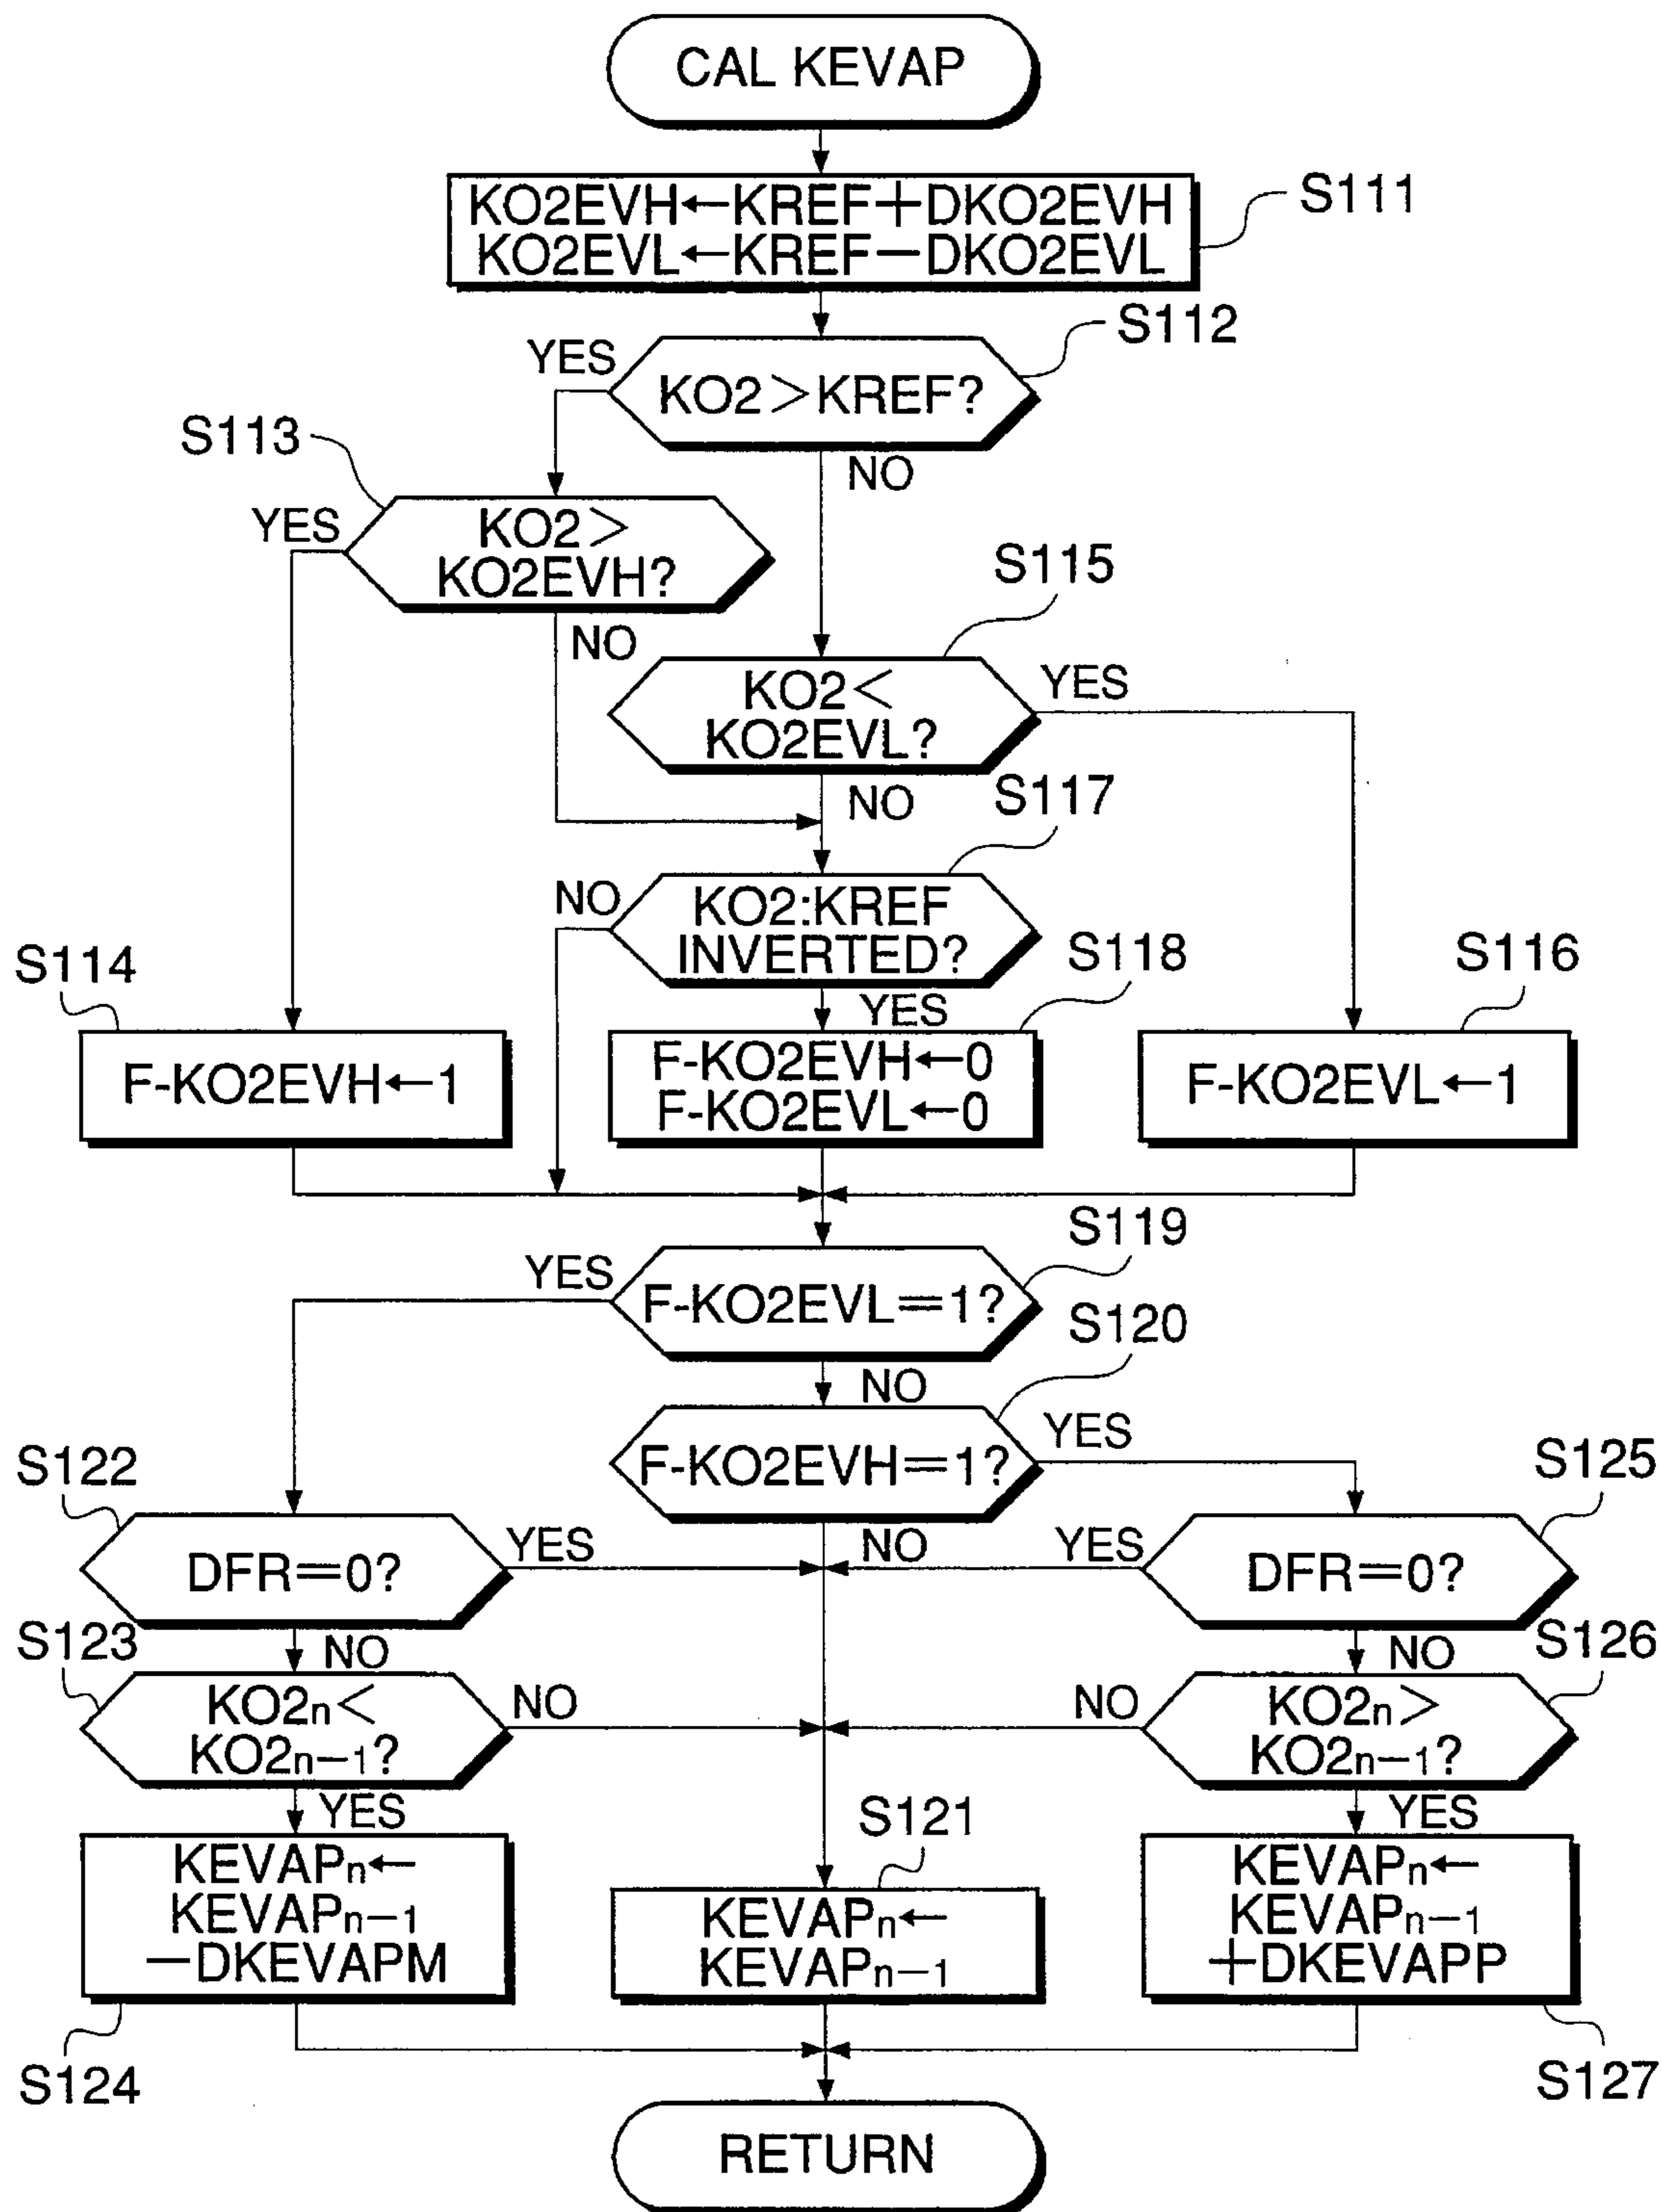 CAL KEVAP
KO2EVH←KREF+DKO2EVH
KO2EVL←KREF−DKO2EVL
S111
S112
YES
KO2>KREF?
NO
S113
YES
KO2>
KO2EVH?
NO
S115
KO2<
KO2EVL?
YES
NO
S117
NO
KO2:KREF
INVERTED?
YES
S118
S114
F-KO2EVH←1
F-KO2EVH←0
F-KO2EVL←0
S116
F-KO2EVL←1
S119
YES
F-KO2EVL=1?
NO
S120
F-KO2EVH=1?
YES
NO
S122
DFR=0?
YES
NO
S125
YES
DFR=0?
NO
S123
KO2n<
KO2n−1?
NO
YES
S126
NO
KO2n>
KO2n−1?
YES
KEVAPn←
KEVAPn−1
−DKEVAPM
S124
S121
KEVAPn←
KEVAPn−1
KEVAPn←
KEVAPn−1
+DKEVAPP
S127
RETURN